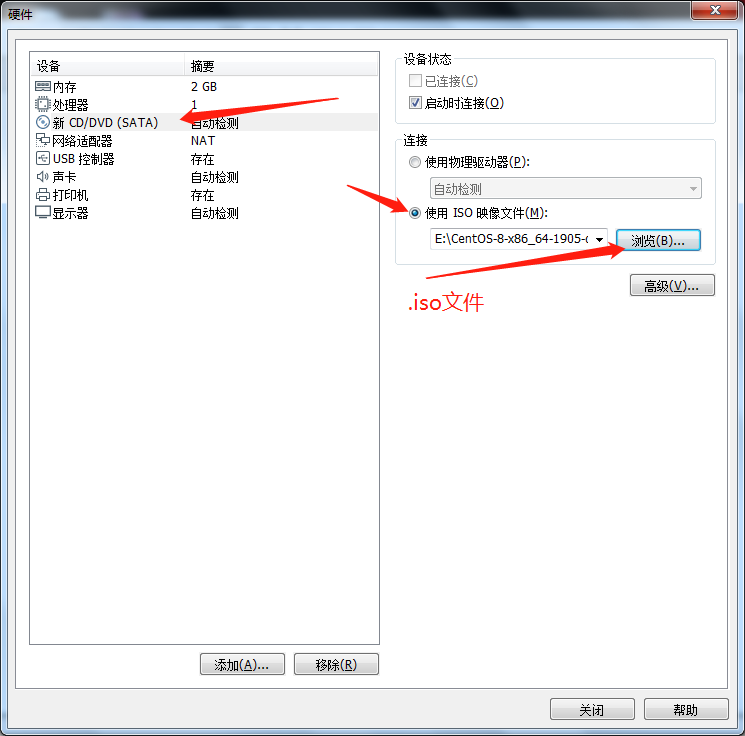 硬件
设备 摘要
内存 2 GB
处理器 1
新 CD/DVD (SATA) 自动检测
网络适配器 NAT
USB 控制器 存在
声卡 自动检测
打印机 存在
显示器 自动检测
添加(A)... 移除(R)
设备状态
已连接(C)
启动时连接(O)
连接
使用物理驱动器(P):
自动检测
使用 ISO 映像文件(M):
E:\CentOS-8-x86_64-1905- 浏览(B)...
高级(V)...
.iso文件
关闭 帮助